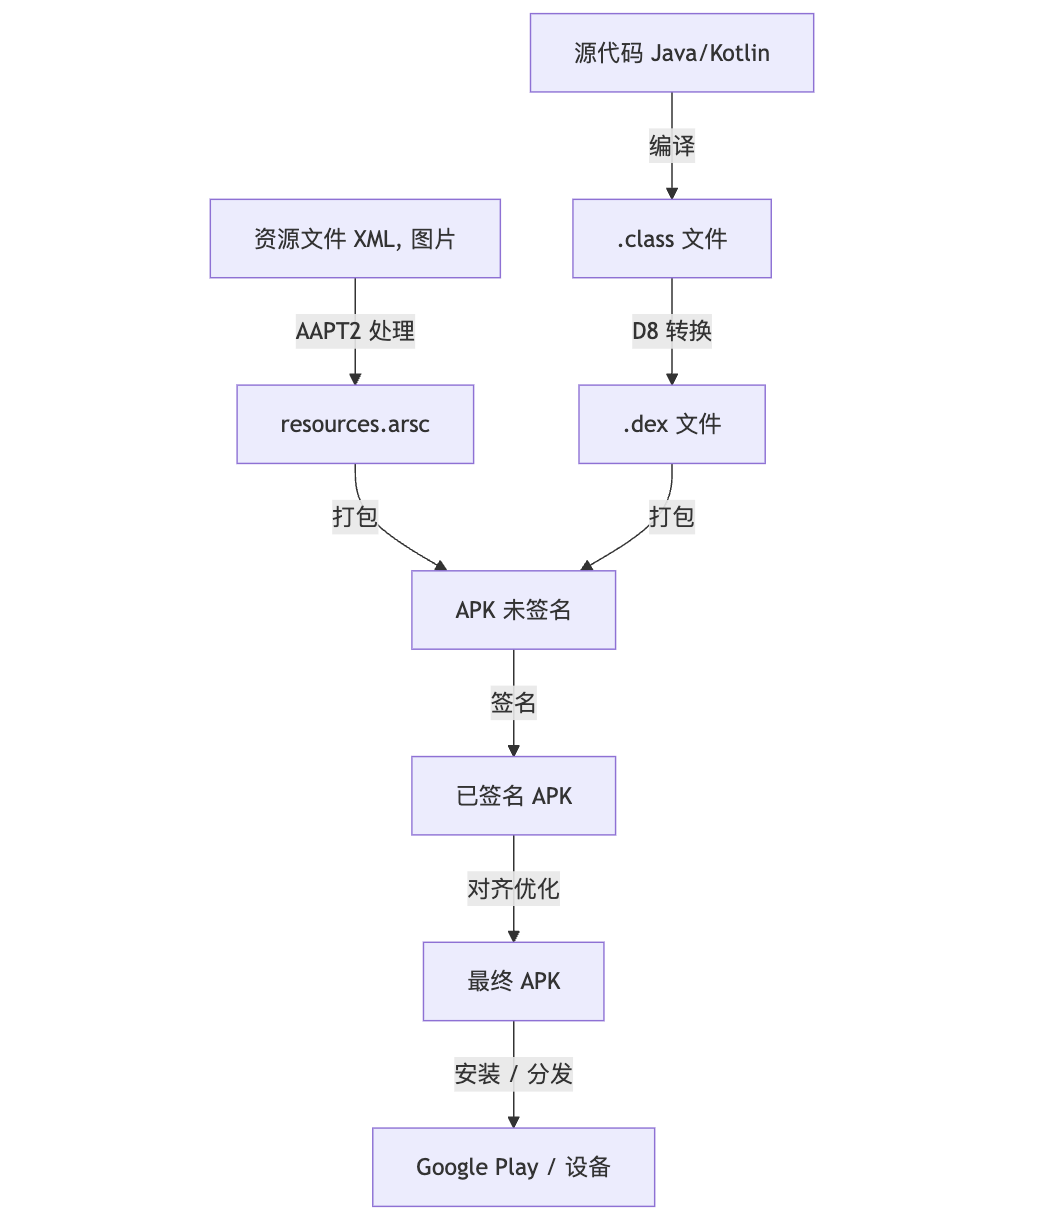 源代码 Java/Kotlin
编译
资源文件 XML, 图片
.class 文件
AAPT2 处理
D8 转换
resources.arsc
.dex 文件
打包
打包
APK 未签名
签名
已签名 APK
对齐优化
最终 APK
安装 / 分发
Google Play / 设备